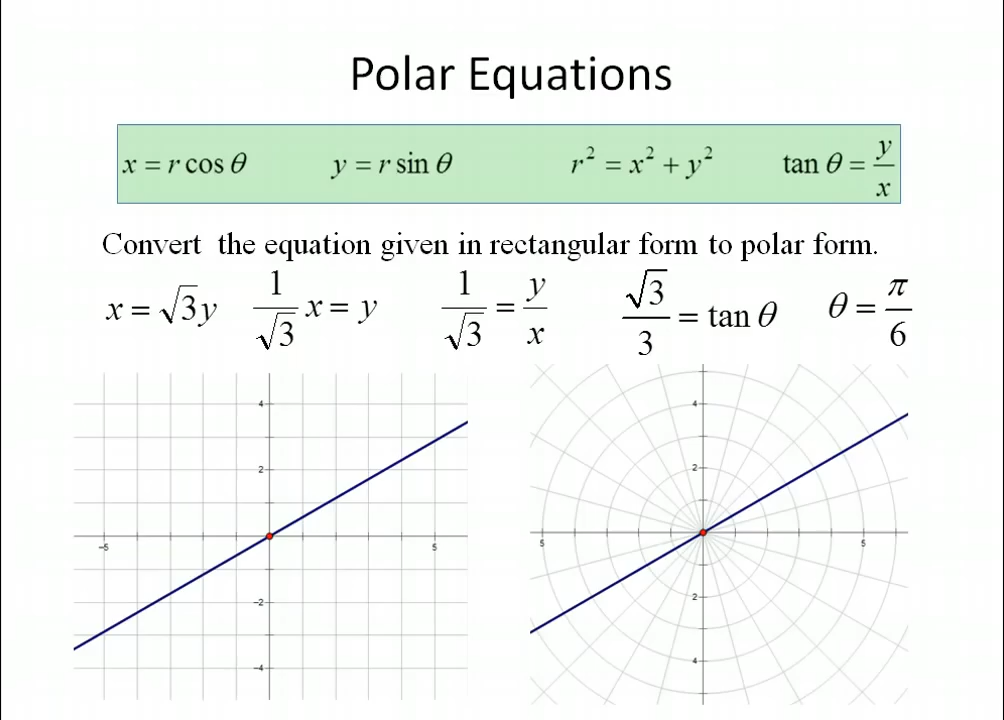 Polar Equations
x = r cos θ   y = r sin θ   r² = x² + y²   tan θ = y/x
Convert the equation given in rectangular form to polar form.
x = √3y   1/√3 x = y   1/√3 = y/x   √3/3 = tan θ   θ = π/6
4
2
−5   5
−2
−4
4
2
5   5
2
4